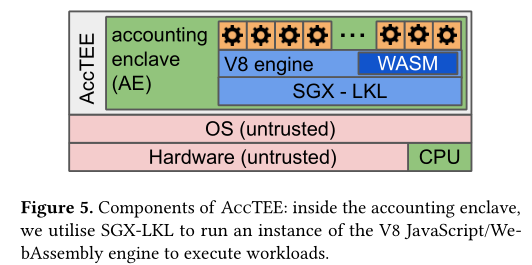 AccTEE
accounting
enclave
(AE)
...
V8 engine
WASM
SGX - LKL
OS (untrusted)
Hardware (untrusted)
CPU
Figure 5. Components of AccTEE: inside the accounting enclave,
we utilise SGX-LKL to run an instance of the V8 JavaScript/We-
bAssembly engine to execute workloads.